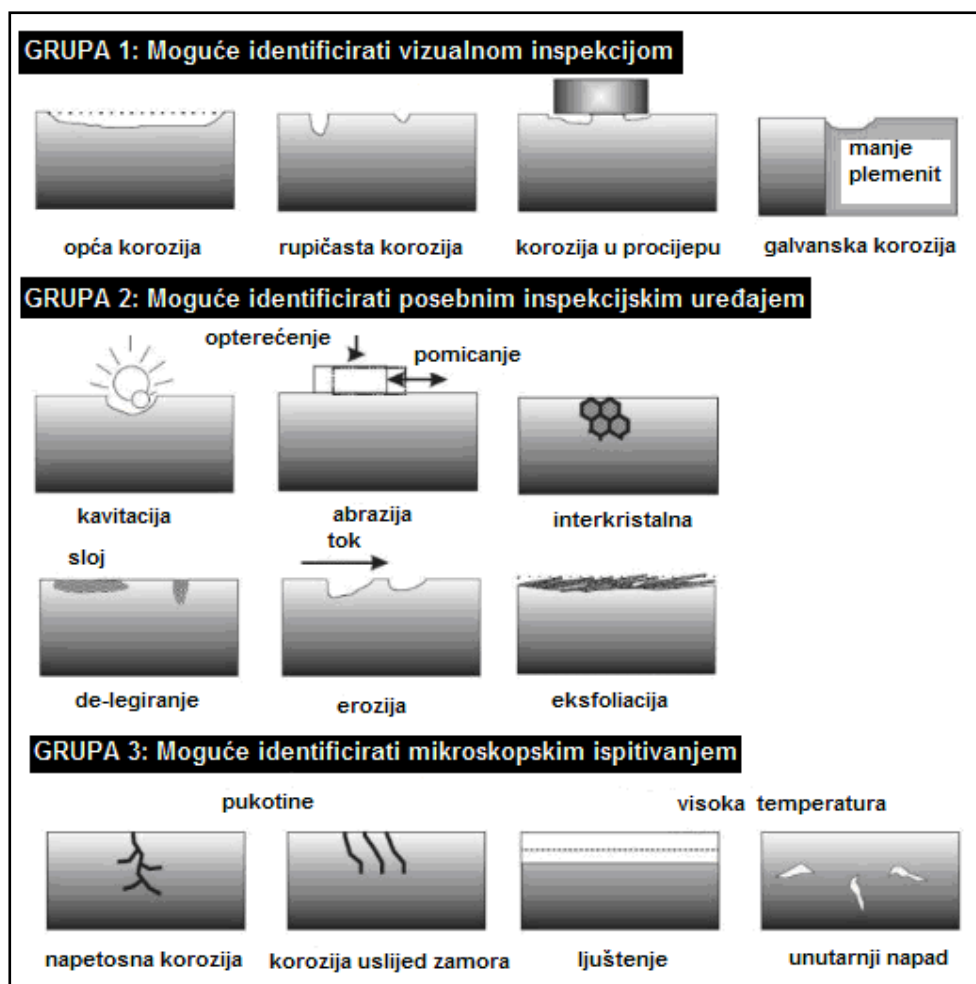 GRUPA 1: Moguće identificirati vizualnom inspekcijom
manje
plemenit
opća korozija
rupičasta korozija
korozija u procijepu
galvanska korozija
GRUPA 2: Moguće identificirati posebnim inspekcijskim uređajem
opterećenje
pomicanje
kavitacija
abrazija
interkristalna
sloj
tok
de-legiranje
erozija
eksfoliacija
GRUPA 3: Moguće identificirati mikroskopskim ispitivanjem
pukotine
visoka temperatura
napetosna korozija
korozija uslijed zamora
ljuštenje
unutarnji napad